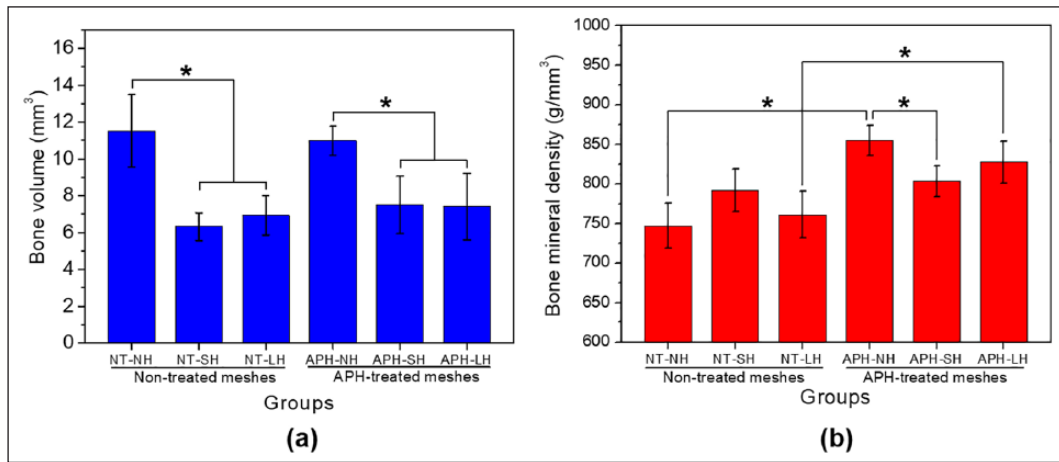 16
14
12
10
8
6
4
2
0
Bone volume (mm³)
*
*
NT-NH NT-SH NT-LH APH-NH APH-SH APH-LH
Non-treated meshes APH-treated meshes
Groups
(a)
1000
950
900
850
800
750
700
650
600
Bone mineral density (g/mm³)
*
*
*
NT-NH NT-SH NT-LH APH-NH APH-SH APH-LH
Non-treated meshes APH-treated meshes
Groups
(b)